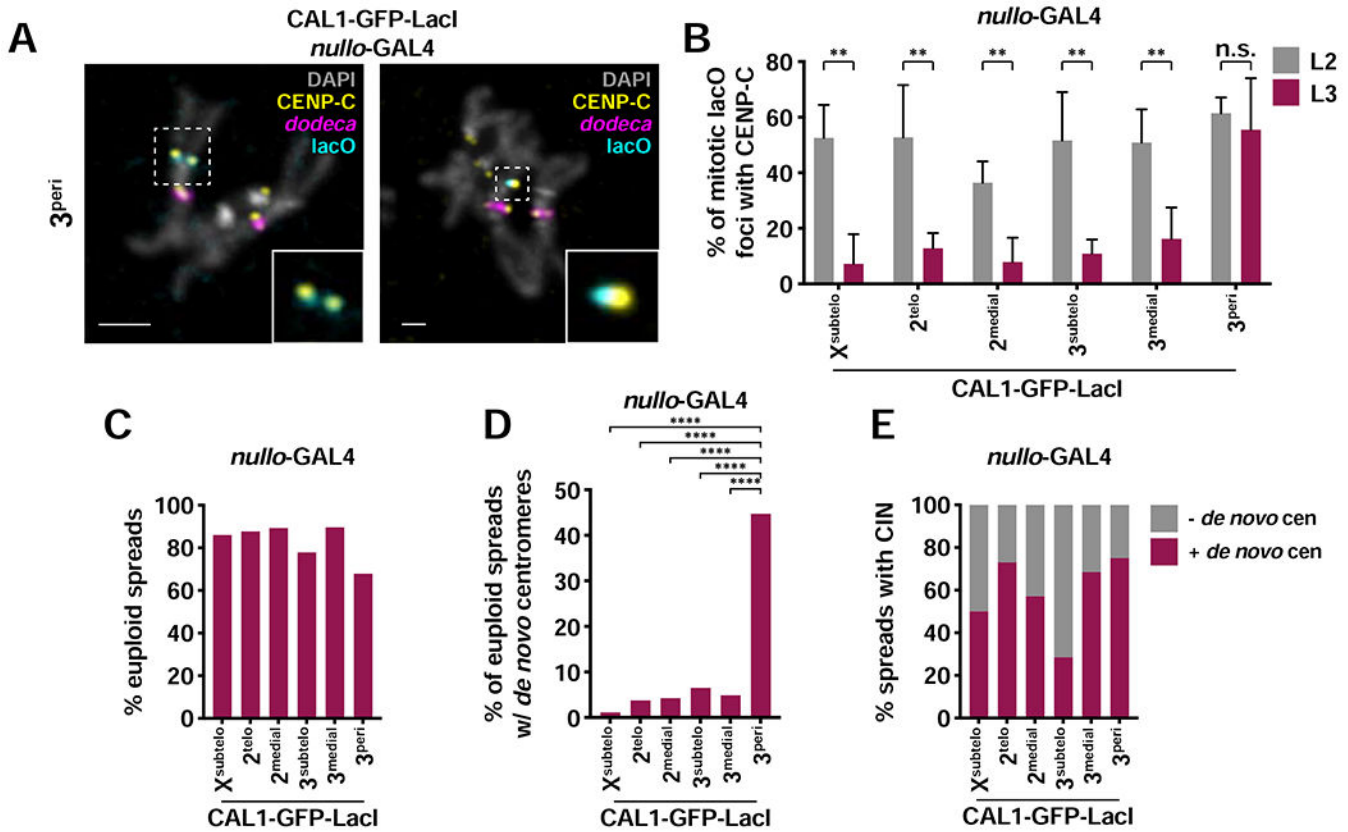 A
CAL1-GFP-LacI
nullo-GAL4
DAPI
CENP-C
dodeca
lacO
DAPI
CENP-C
dodeca
lacO
3peri
B
nullo-GAL4
** ** ** ** ** n.s.
L2
L3
% of mitotic lacO
foci with CENP-C
80
60
40
20
0
Xsubtelo 2telo 2medial 3subtelo 3medial 3peri
CAL1-GFP-LacI
C
nullo-GAL4
% euploid spreads
100
80
60
40
20
0
Xsubtelo 2telo 2medial 3subtelo 3medial 3peri
CAL1-GFP-LacI
D
nullo-GAL4
****
****
****
****
****
% of euploid spreads
w/ de novo centromeres
50
40
30
20
10
0
Xsubtelo 2telo 2medial 3subtelo 3medial 3peri
CAL1-GFP-LacI
E
nullo-GAL4
% spreads with CIN
100
80
60
40
20
0
- de novo cen
+ de novo cen
Xsubtelo 2telo 2medial 3subtelo 3medial 3peri
CAL1-GFP-LacI